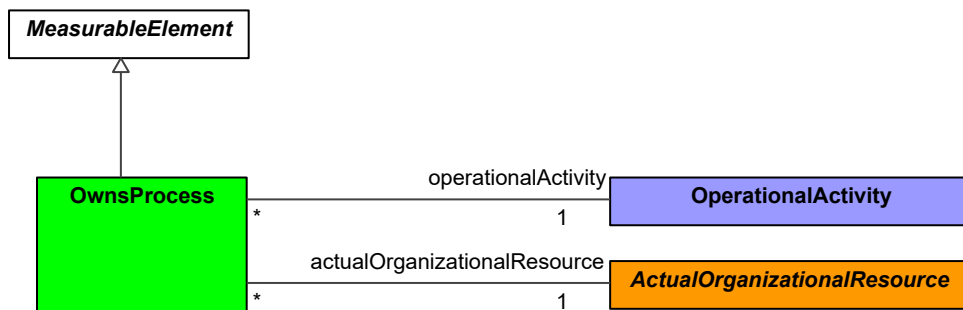 MeasurableElement
operationalActivity
OwnsProcess
OperationalActivity
*
1
actualOrganizationalResource
ActualOrganizationalResource
*
1